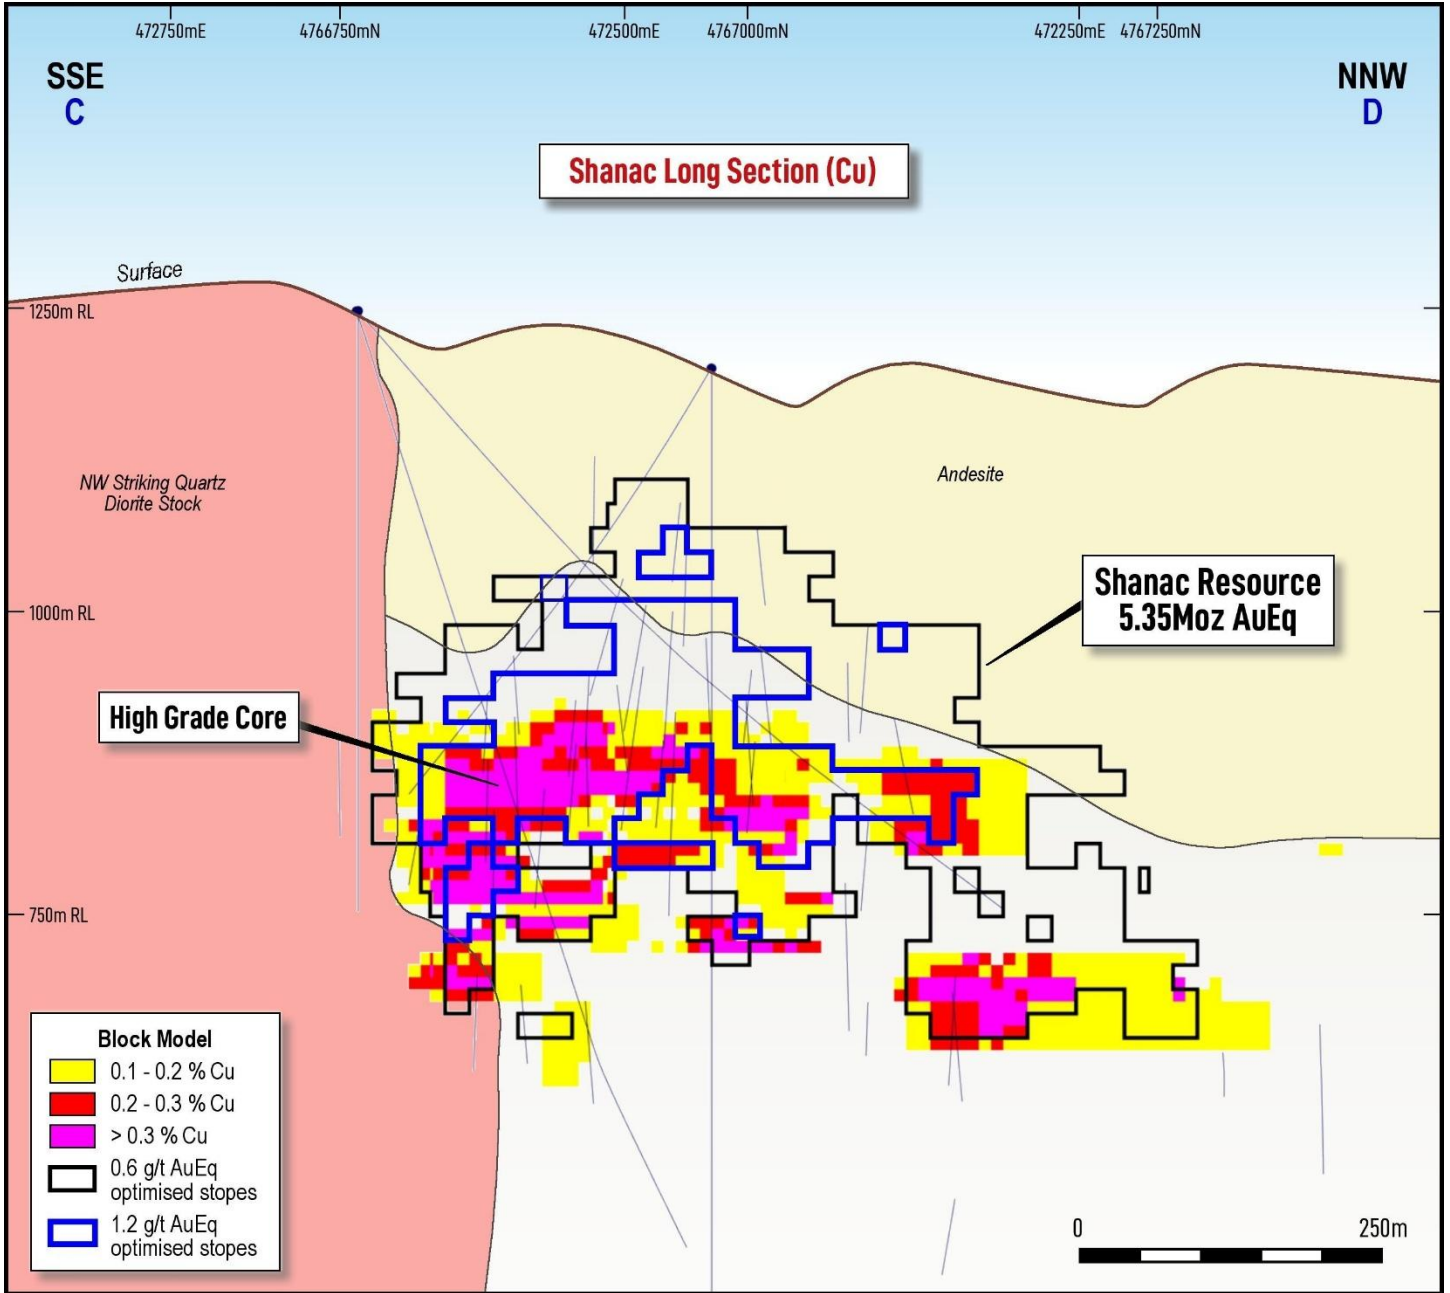 472750mE
4766750mN
472500mE
4767000mN
472250mE
4767250mN
SSE
C
NNW
D
Shanac Long Section (Cu)
Surface
1250m RL
NW Striking Quartz
Diorite Stock
Andesite
1000m RL
Shanac Resource
5.35Moz AuEq
High Grade Core
750m RL
Block Model
0.1 - 0.2 % Cu
0.2 - 0.3 % Cu
> 0.3 % Cu
0.6 g/t AuEq
optimised stopes
1.2 g/t AuEq
optimised stopes
0
250m